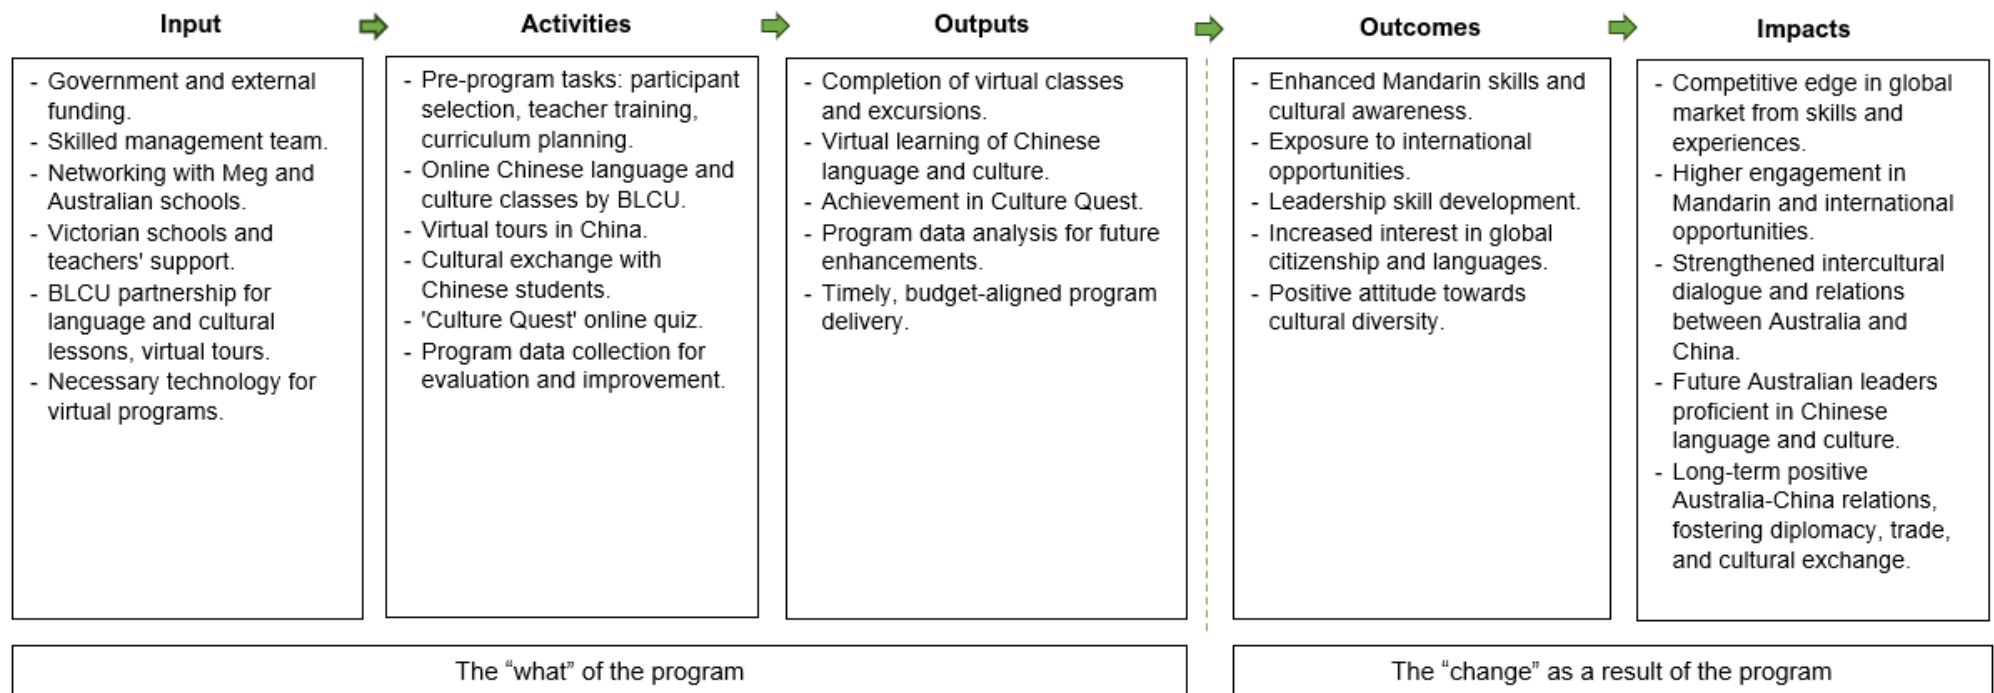 Input
Activities
Outputs
Outcomes
Impacts
- Government and external
funding.
- Skilled management team.
- Networking with Meg and
Australian schools.
- Victorian schools and
teachers' support.
- BLCU partnership for
language and cultural
lessons, virtual tours.
- Necessary technology for
virtual programs.
- Pre-program tasks: participant
selection, teacher training,
curriculum planning.
- Online Chinese language and
culture classes by BLCU.
- Virtual tours in China.
- Cultural exchange with
Chinese students.
- 'Culture Quest' online quiz.
- Program data collection for
evaluation and improvement.
- Completion of virtual classes
and excursions.
- Virtual learning of Chinese
language and culture.
- Achievement in Culture Quest.
- Program data analysis for future
enhancements.
- Timely, budget-aligned program
delivery.
- Enhanced Mandarin skills and
cultural awareness.
- Exposure to international
opportunities.
- Leadership skill development.
- Increased interest in global
citizenship and languages.
- Positive attitude towards
cultural diversity.
- Competitive edge in global
market from skills and
experiences.
- Higher engagement in
Mandarin and international
opportunities.
- Strengthened intercultural
dialogue and relations
between Australia and
China.
- Future Australian leaders
proficient in Chinese
language and culture.
- Long-term positive
Australia-China relations,
fostering diplomacy, trade,
and cultural exchange.
The “what” of the program
The “change” as a result of the program